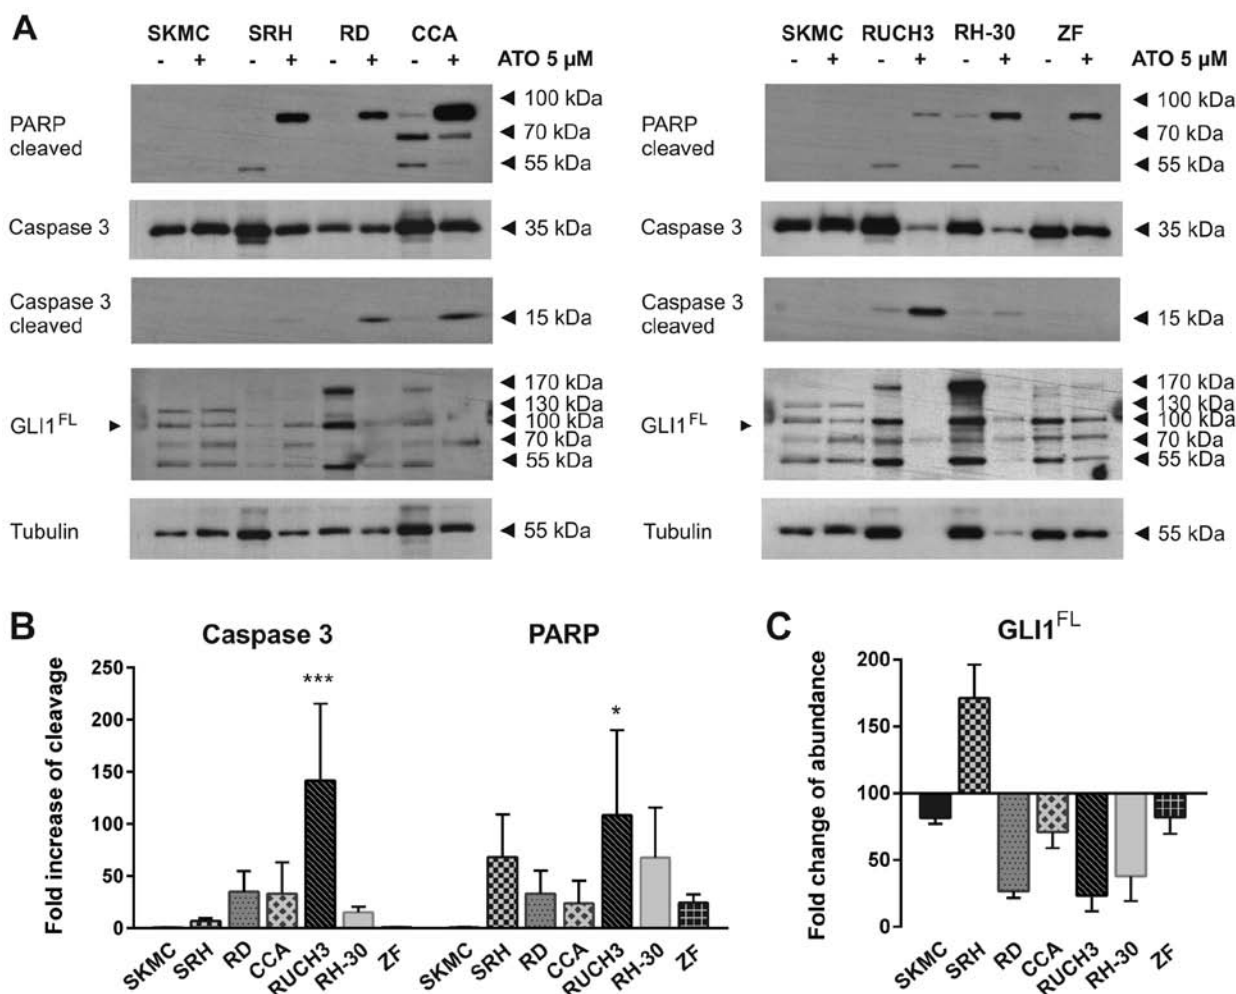 A
SKMC SRH RD CCA
- + - + - + - + ATO 5 µM
PARP cleaved
◄ 100 kDa
◄ 70 kDa
◄ 55 kDa
Caspase 3
◄ 35 kDa
Caspase 3 cleaved
◄ 15 kDa
GLI1FL ►
◄ 170 kDa
◄ 130 kDa
◄ 100 kDa
◄ 70 kDa
◄ 55 kDa
Tubulin
◄ 55 kDa
SKMC RUCH3 RH-30 ZF
- + - + - + - + ATO 5 µM
PARP cleaved
◄ 100 kDa
◄ 70 kDa
◄ 55 kDa
Caspase 3
◄ 35 kDa
Caspase 3 cleaved
◄ 15 kDa
GLI1FL ►
◄ 170 kDa
◄ 130 kDa
◄ 100 kDa
◄ 70 kDa
◄ 55 kDa
Tubulin
◄ 55 kDa
B
Caspase 3 PARP
Fold increase of cleavage
250
200
150
100
50
0
***
*
SKMC SRH RD CCA RUCH3 RH-30 ZF SKMC SRH RD CCA RUCH3 RH-30 ZF
C
GLI1FL
Fold change of abundance
200
150
100
50
0
SKMC SRH RD CCA RUCH3 RH-30 ZF